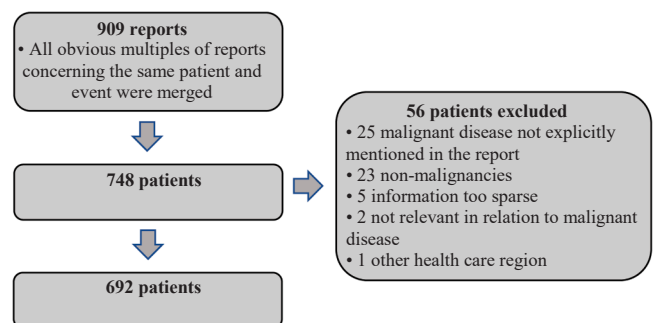 909 reports
• All obvious multiples of reports
concerning the same patient and
event were merged
748 patients
56 patients excluded
• 25 malignant disease not explicitly
mentioned in the report
• 23 non-malignancies
• 5 information too sparse
• 2 not relevant in relation to malignant
disease
• 1 other health care region
692 patients